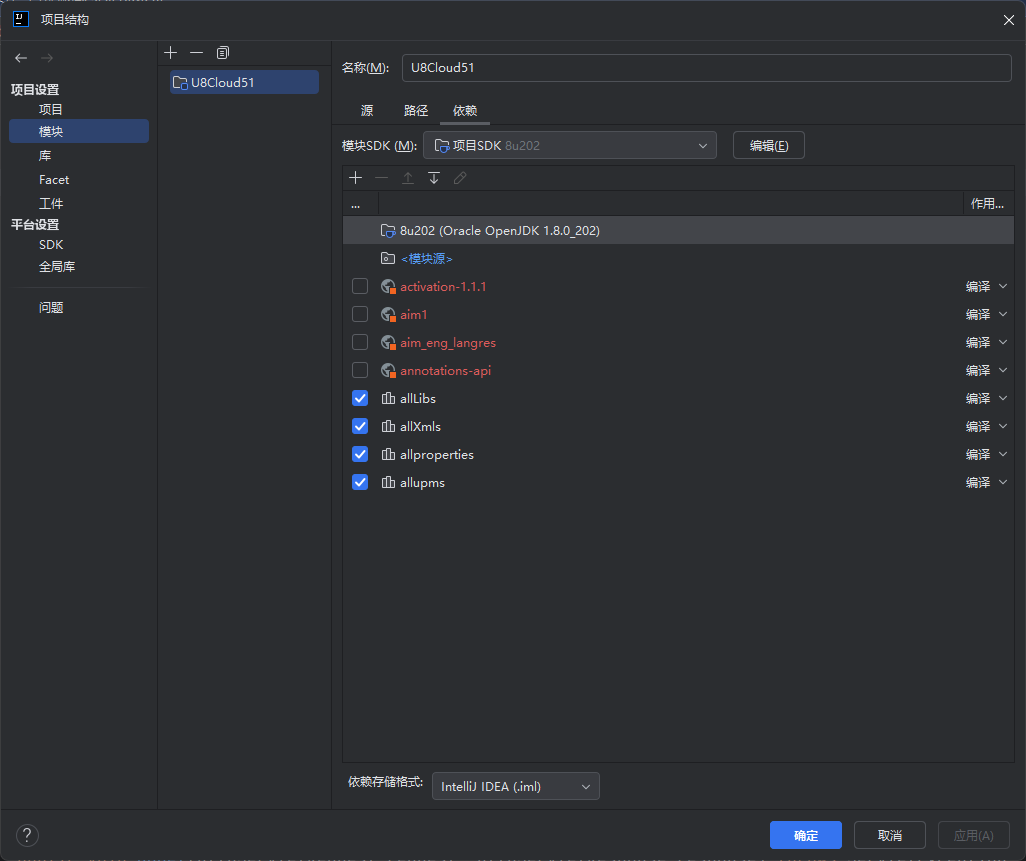 项目结构
项目设置
项目
模块
库
Facet
工件
平台设置
SDK
全局库
问题
U8Cloud51
名称(M): U8Cloud51
源 路径 依赖
模块SDK (M): 项目SDK 8u202 编辑(E)
... 作用...
8u202 (Oracle OpenJDK 1.8.0_202)
<模块源>
activation-1.1.1 编译
aim1 编译
aim_eng_langres 编译
annotations-api 编译
allLibs 编译
allXmls 编译
allproperties 编译
allupms 编译
依赖存储格式: IntelliJ IDEA (.iml)
? 确定 取消 应用(A)